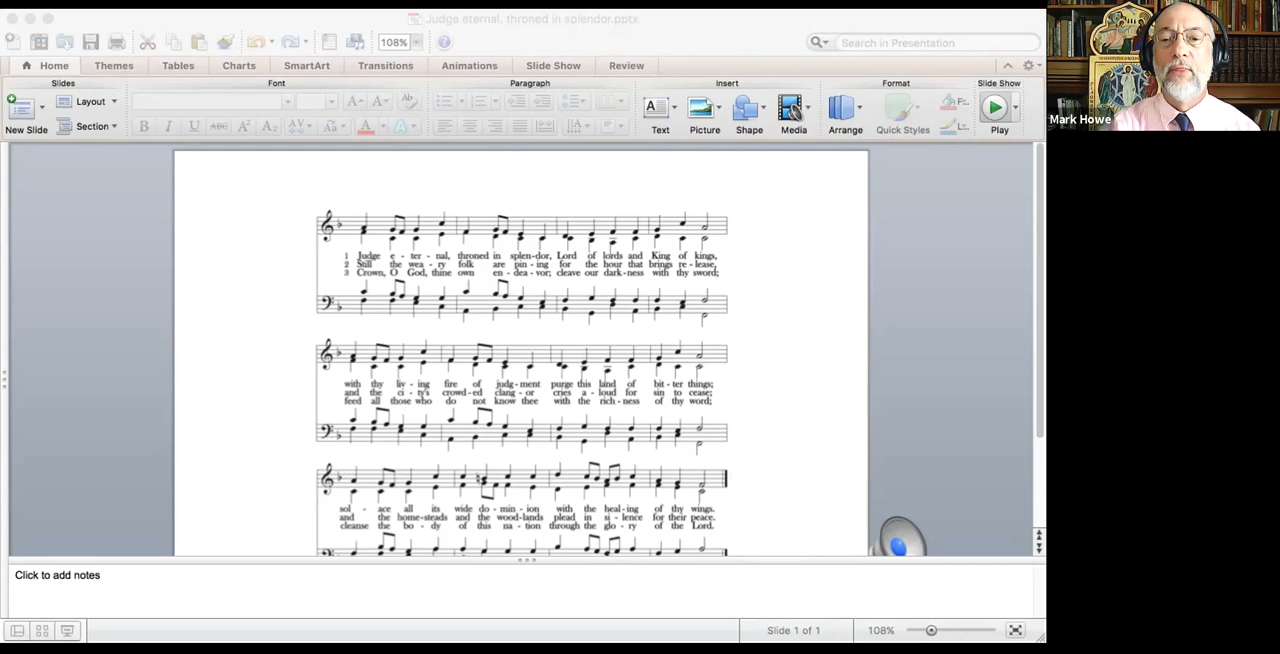 Judge eternal, throned in splendor.pptx
108%
Search in Presentation
Home Themes Tables Charts SmartArt Transitions Animations Slide Show Review
Slides Font Paragraph Insert Format Slide Show
New Slide Layout Section
B I U ABC A² A₂ AV Aa A A
Text Picture Shape Media Arrange Quick Styles Play
Mark Howe
1 Judge e - ter - nal, throned in splen - dor, Lord of lords and King of kings,
2 Still the wea - ry folk are pin - ing for the hour that brings re - lease,
3 Crown, O God, thine own en - dea - vor; cleave our dark - ness with thy sword;
with thy liv - ing fire of judg - ment purge this land of bit - ter things;
and the ci - ty's crowd - ed clang - or cries a - loud for sin to cease;
feed all those who do not know thee with the rich - ness of thy word;
sol - ace all its wide do - min - ion with the heal - ing of thy wings.
and the home - steads and the wood - lands plead in si - lence for their peace.
cleanse the bo - dy of this na - tion through the glo - ry of the Lord.
Click to add notes
Slide 1 of 1 108%